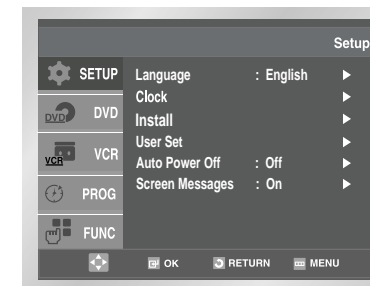 Setup
SETUP
Language : English ►
Clock ►
DVD DVD
Install ►
User Set ►
VCR VCR
Auto Power Off : Off ►
Screen Messages : On ►
PROG
FUNC
OK RETURN MENU